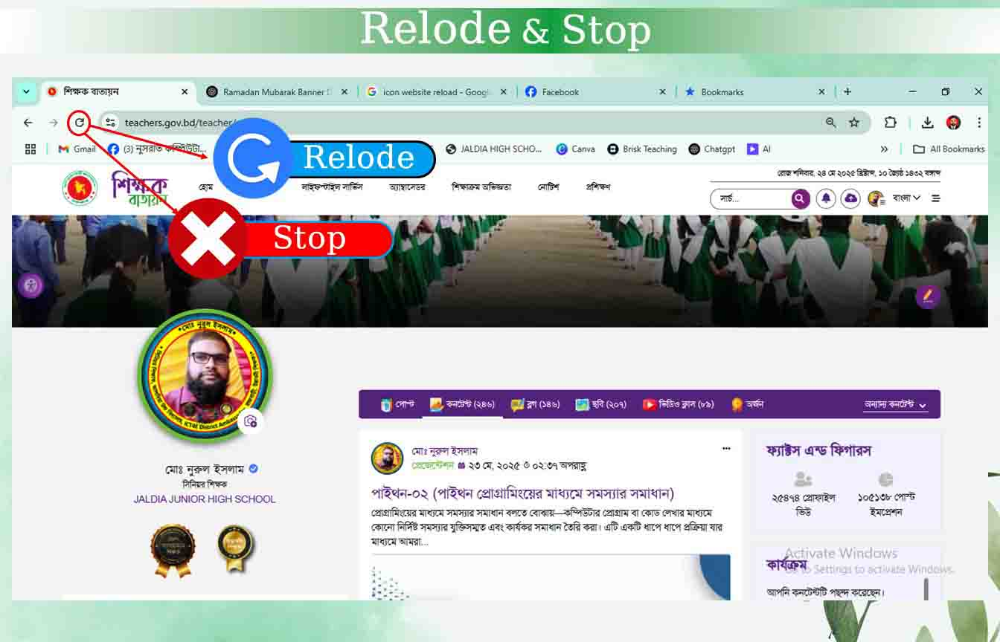 Relode & Stop
শিক্ষক বাতায়ন
Ramadan Mubarak Banner
icon website reload - Googl
Facebook
Bookmarks
teachers.gov.bd/teacher/
Gmail
(3) নুসরাত কম্পিউটা...
JALDIA HIGH SCHO...
Canva
Brisk Teaching
Chatgpt
AI
All Bookmarks
Relode
রোজ শনিবার, ২৪ মে ২০২৫ খ্রিষ্টাব্দ, ১০ জ্যৈষ্ঠ ১৪৩২ বঙ্গাব্দ
শিক্ষক
বাতায়ন
হোম
লাইফস্টাইল সার্ভিস
অ্যাম্বাসেডর
শিক্ষাক্রম অভিজ্ঞতা
নোটিশ
প্রশিক্ষণ
সার্চ...
বাংলা
Stop
মোঃ নুরুল ইসলাম
পোস্ট
কনটেন্ট (২৪৬)
ব্লগ (১৪৬)
ছবি (২০৭)
ভিডিও ক্লাস (৮৯)
অর্জন
অন্যান্য কনটেন্ট
মোঃ নুরুল ইসলাম
সিনিয়র শিক্ষক
JALDIA JUNIOR HIGH SCHOOL
মোঃ নুরুল ইসলাম
প্রেজেন্টেশন ২৩ মে, ২০২৫ ০২:৩৭ অপরাহ্ণ
পাইথন-০২ (পাইথন প্রোগ্রামিংয়ের মাধ্যমে সমস্যার সমাধান)
প্রোগ্রামিংয়ের মাধ্যমে সমস্যার সমাধান বলতে বোঝায়—কম্পিউটার প্রোগ্রাম বা কোড লেখার মাধ্যমে
কোনো নির্দিষ্ট সমস্যার যুক্তিসম্মত এবং কার্যকর সমাধান তৈরি করা। এটি একটি ধাপে ধাপে প্রক্রিয়া যার
মাধ্যমে আমরা...
ফ্যাক্টস এন্ড ফিগারস
২৫৪৭৪ প্রোফাইল
ভিউ
১০৫১৩৮ পোস্ট
ইমপ্রেশন
Activate Windows
Go to Settings to activate Windows.
কার্যক্রম
আপনি কনটেন্টটি পছন্দ করেছেন।